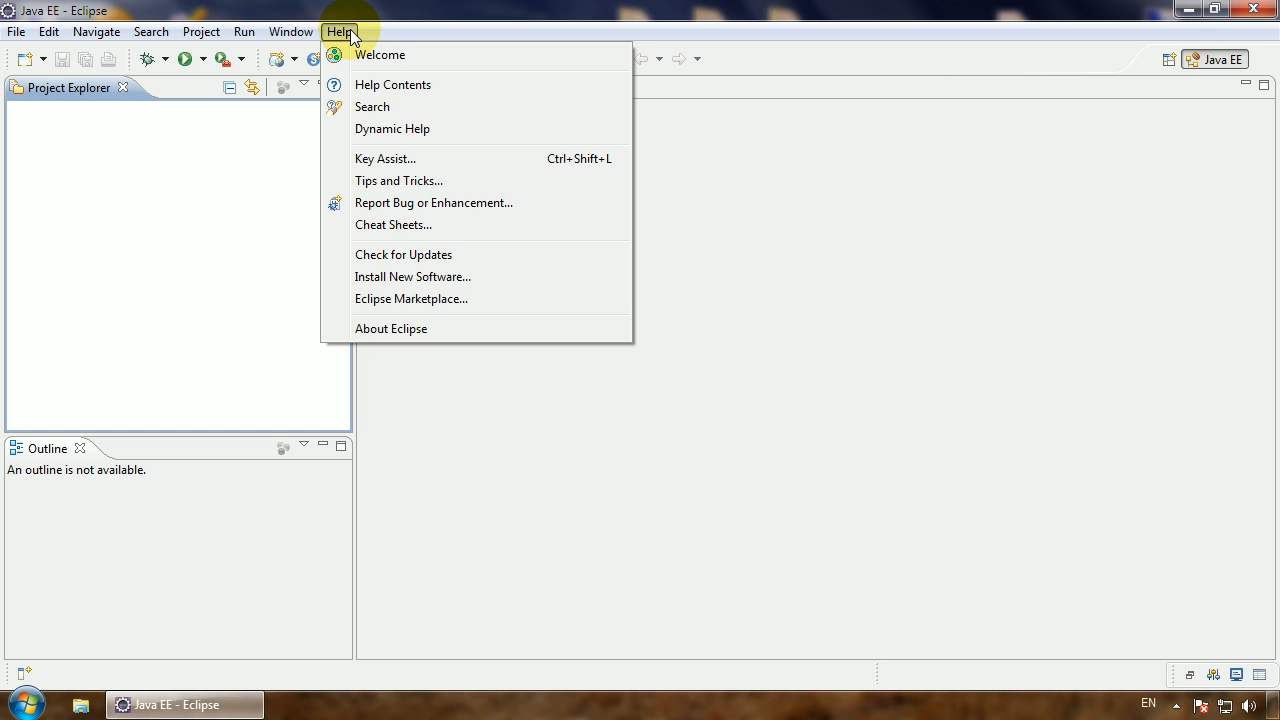 Java EE - Eclipse
File Edit Navigate Search Project Run Window Help
Java EE
Project Explorer
Welcome
Help Contents
Search
Dynamic Help
Key Assist... Ctrl+Shift+L
Tips and Tricks...
Report Bug or Enhancement...
Cheat Sheets...
Check for Updates
Install New Software...
Eclipse Marketplace...
About Eclipse
Outline
An outline is not available.
Java EE - Eclipse
EN